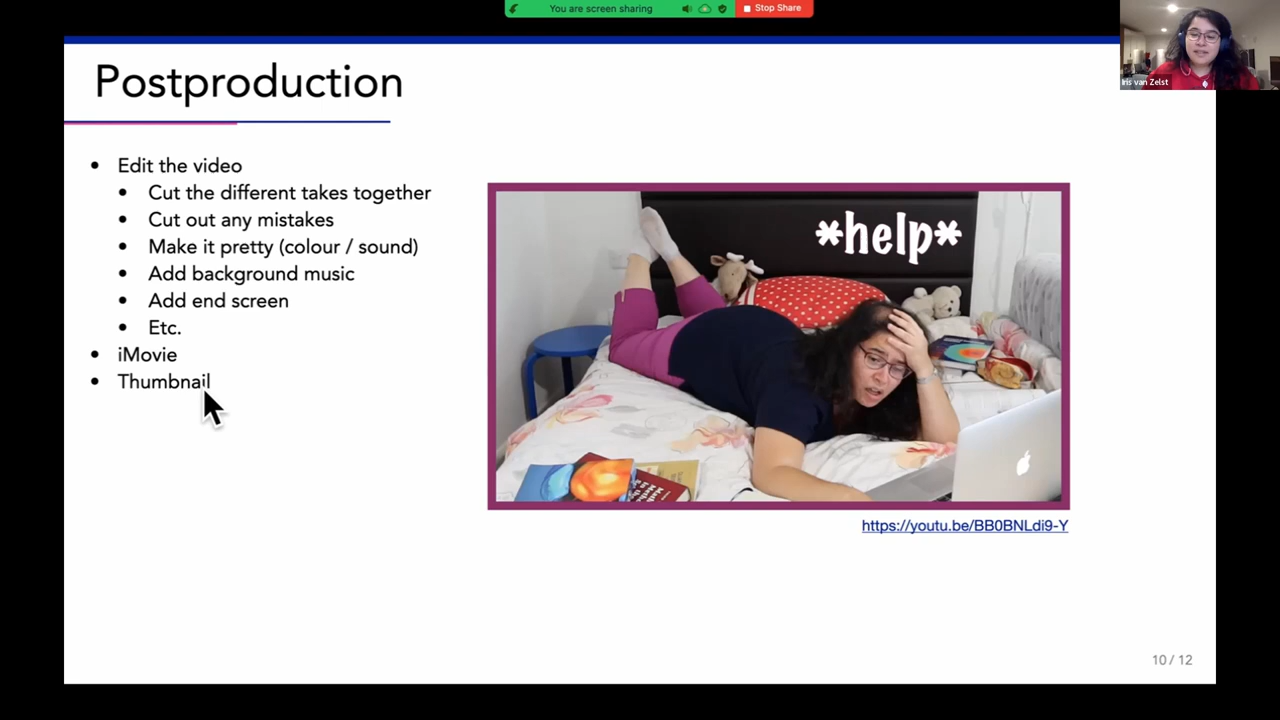 You are screen sharing
Stop Share
Iris van Zelst
Postproduction
• Edit the video
• Cut the different takes together
• Cut out any mistakes
• Make it pretty (colour / sound)
• Add background music
• Add end screen
• Etc.
• iMovie
• Thumbnail
*help*
https://youtu.be/BB0BNLdi9-Y
10 / 12